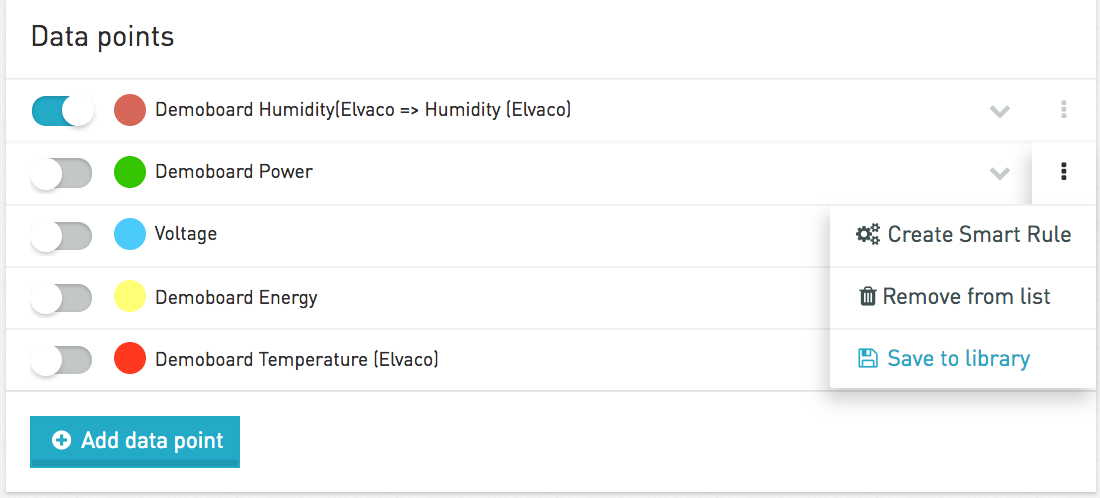 Data points
Demoboard Humidity(Elvaco => Humidity (Elvaco)
Demoboard Power
Voltage
Create Smart Rule
Demoboard Energy
Remove from list
Demoboard Temperature (Elvaco)
Save to library
Add data point